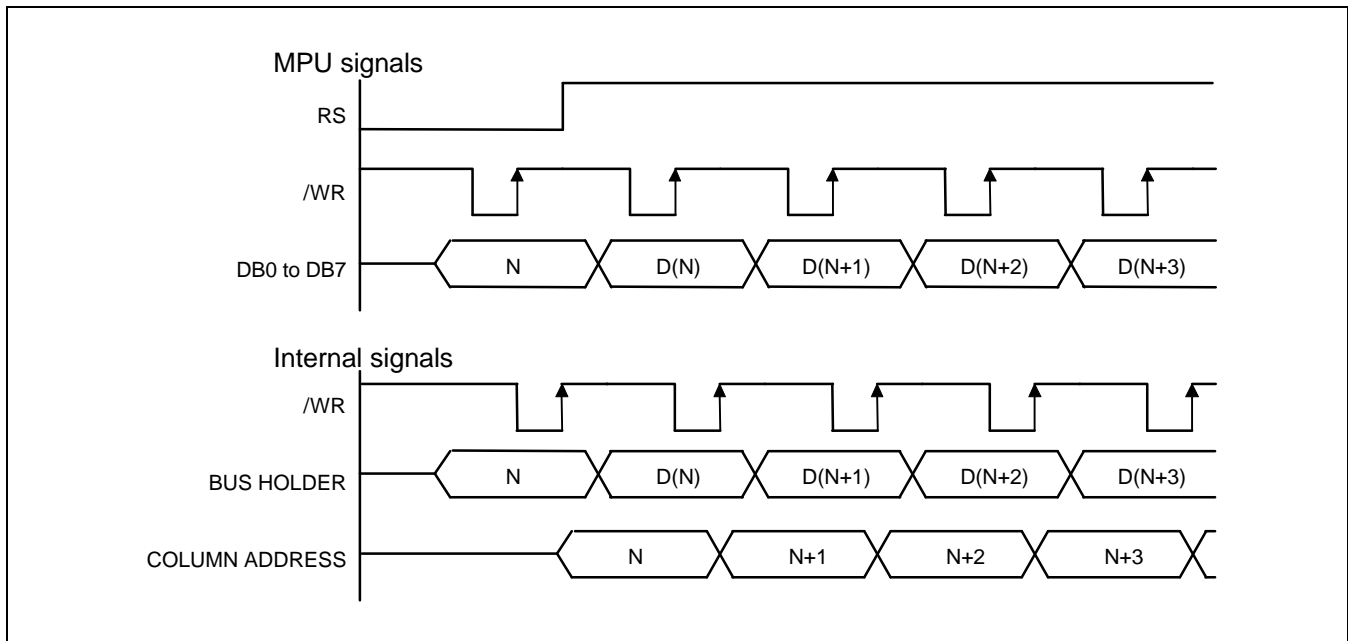 MPU signals
RS
/WR
DB0 to DB7
N
D(N)
D(N+1)
D(N+2)
D(N+3)
Internal signals
/WR
BUS HOLDER
N
D(N)
D(N+1)
D(N+2)
D(N+3)
COLUMN ADDRESS
N
N+1
N+2
N+3